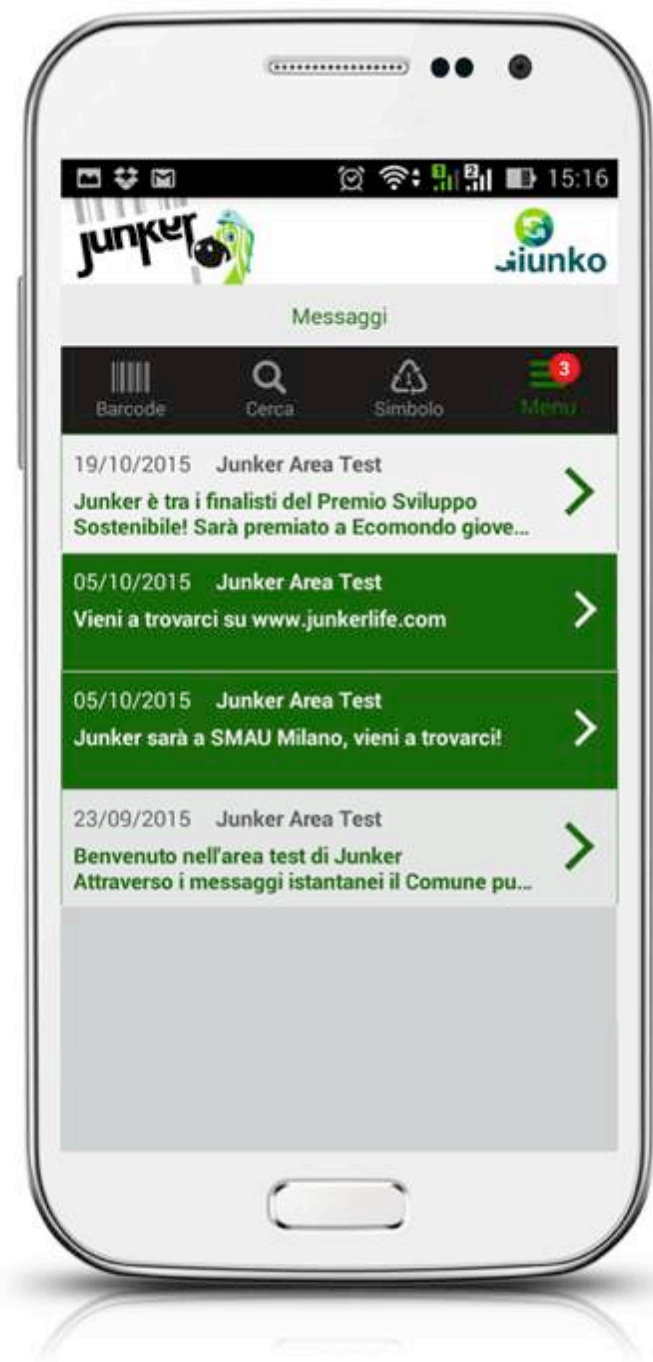 1 2 15:16
junker
Giunko
Messaggi
3
Barcode Cerca Simbolo Menu
19/10/2015 Junker Area Test
Junker è tra i finalisti del Premio Sviluppo
Sostenibile! Sarà premiato a Ecomondo giove...
05/10/2015 Junker Area Test
Vieni a trovarci su www.junkerlife.com
05/10/2015 Junker Area Test
Junker sarà a SMAU Milano, vieni a trovarci!
23/09/2015 Junker Area Test
Benvenuto nell'area test di Junker
Attraverso i messaggi istantanei il Comune pu...